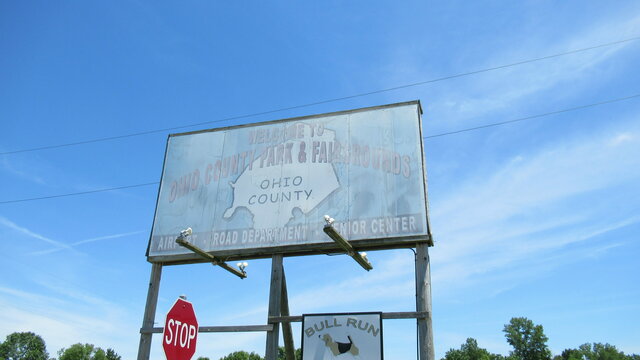 WELCOME TO
OHIO COUNTY PARK & FAIRGROUNDS
OHIO
COUNTY
AIRPORT ROAD DEPARTMENT SENIOR CENTER
STOP
BULL RUN